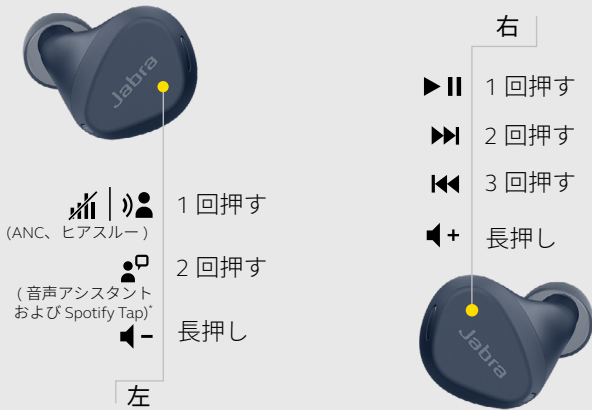 Jabra
1 回押す
(ANC、ヒアスルー )
2 回押す
( 音声アシスタント
および Spotify Tap)*
長押し
左
右
1 回押す
2 回押す
3 回押す
長押し
Jabra